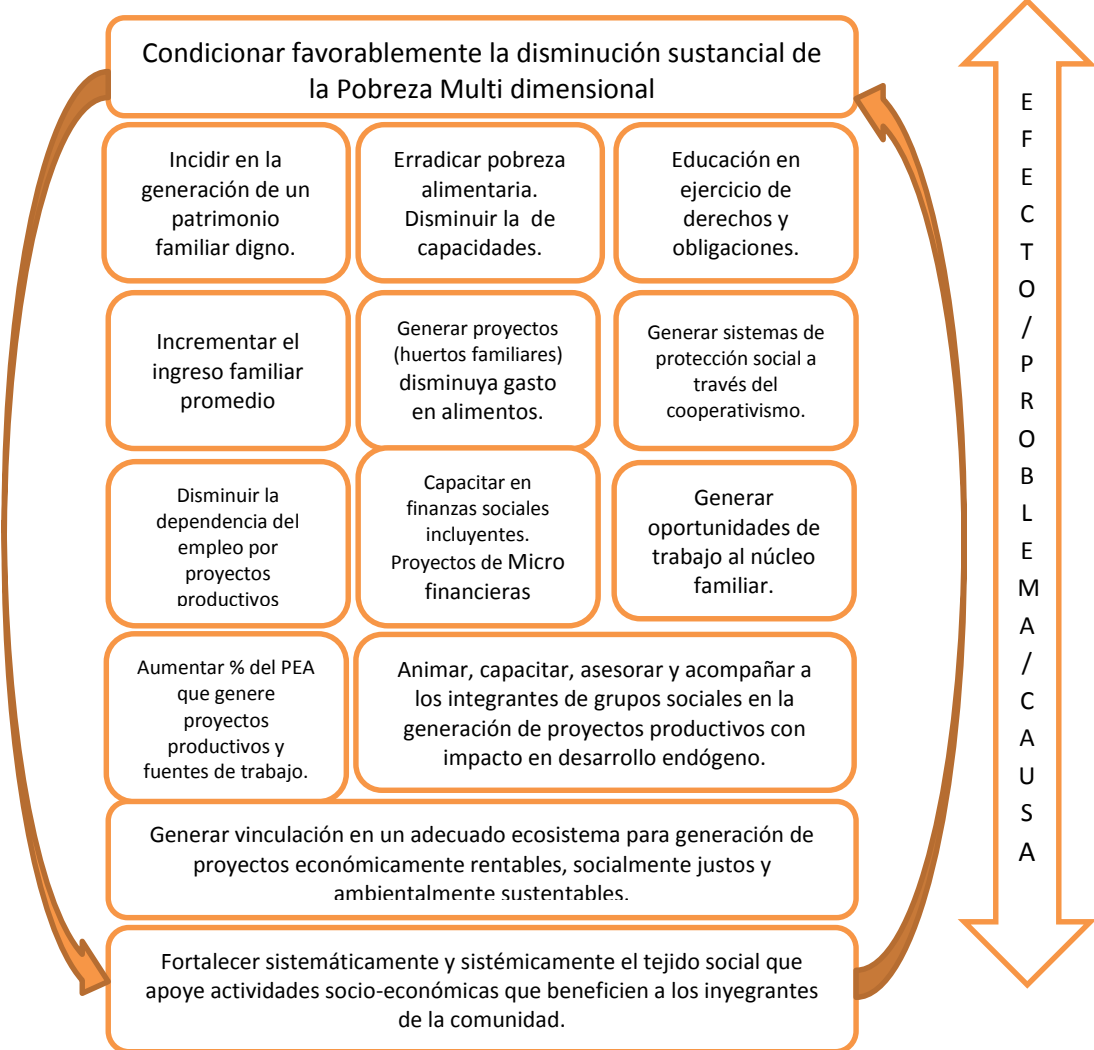 Condicionar favorablemente la disminución sustancial de
la Pobreza Multi dimensional
Incidir en la
generación de un
patrimonio
familiar digno.
Erradicar pobreza
alimentaria.
Disminuir la  de
capacidades.
Educación en
ejercicio de
derechos y
obligaciones.
Incrementar el
ingreso familiar
promedio
Generar proyectos
(huertos familiares)
disminuya gasto
en alimentos.
Generar sistemas de
protección social a
través del
cooperativismo.
Disminuir la
dependencia del
empleo por
proyectos
productivos
Capacitar en
finanzas sociales
incluyentes.
Proyectos de Micro
financieras
Generar
oportunidades de
trabajo al núcleo
familiar.
Aumentar % del PEA
que genere
proyectos
productivos y
fuentes de trabajo.
Animar, capacitar, asesorar y acompañar a
los integrantes de grupos sociales en la
generación de proyectos productivos con
impacto en desarrollo endógeno.
Generar vinculación en un adecuado ecosistema para generación de
proyectos económicamente rentables, socialmente justos y
ambientalmente sustentables.
Fortalecer sistemáticamente y sistémicamente el tejido social que
apoye actividades socio-económicas que beneficien a los inyegrantes
de la comunidad.
E
F
E
C
T
O
/
P
R
O
B
L
E
M
A
/
C
A
U
S
A